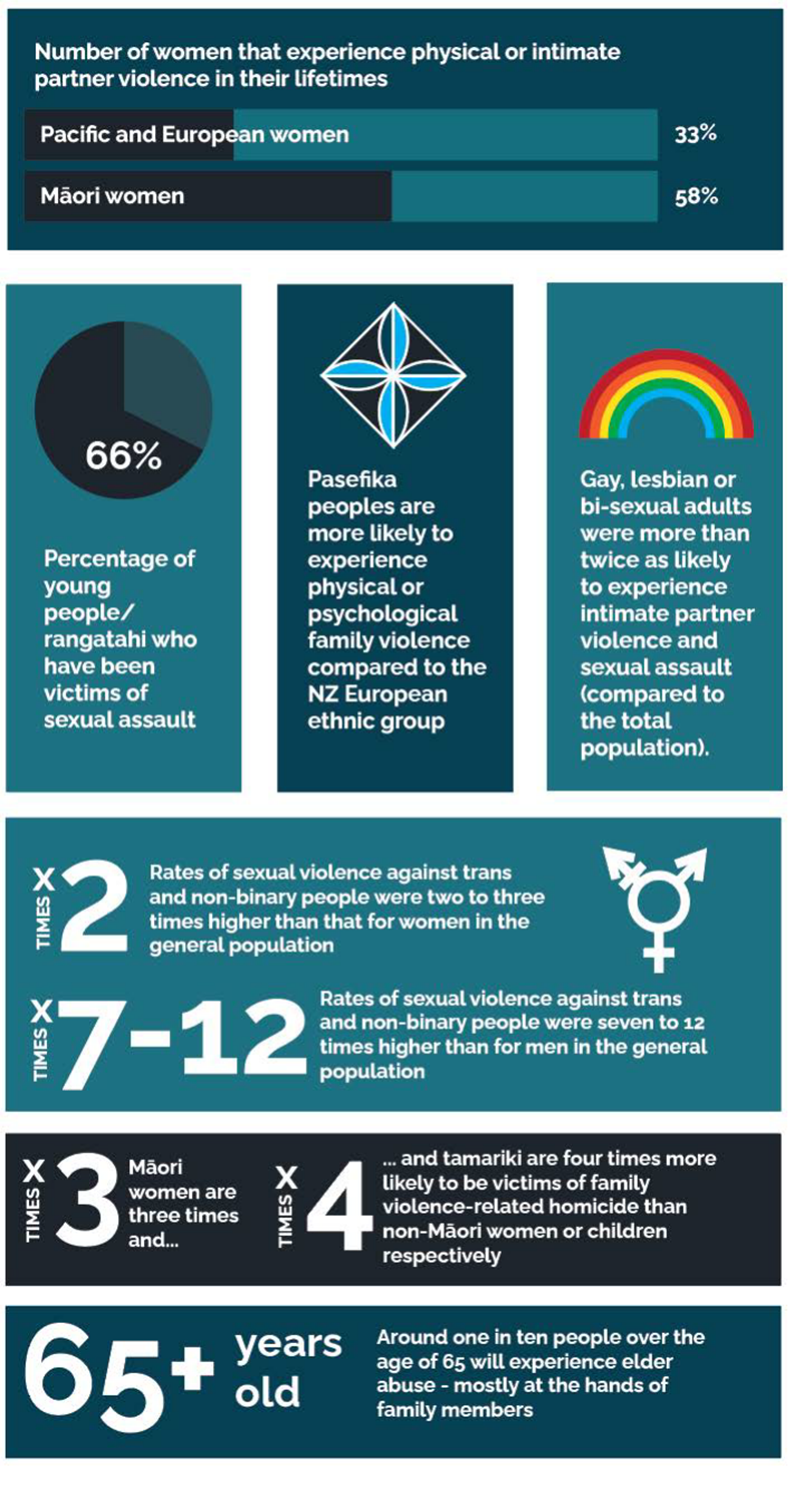 Number of women that experience physical or intimate
partner violence in their lifetimes
Pacific and European women
33%
Māori women
58%
66%
Percentage of
young
people/
rangatahi who
have been
victims of
sexual assault
Pasefika
peoples are
more likely to
experience
physical or
psychological
family violence
compared to the
NZ European
ethnic group
Gay, lesbian or
bi-sexual adults
were more than
twice as likely
to experience
intimate partner
violence and
sexual assault
(compared to
the total
population).
TIMES X
2
Rates of sexual violence against trans
and non-binary people were two to three
times higher than that for women in the
general population
TIMES X
7-12
Rates of sexual violence against trans
and non-binary people were seven to 12
times higher than for men in the general
population
TIMES X
3
Māori
women are
three times
and...
TIMES X
4
... and tamariki are four times more
likely to be victims of family
violence-related homicide than
non-Māori women or children
respectively
65+
years
old
Around one in ten people over the
age of 65 will experience elder
abuse - mostly at the hands of
family members